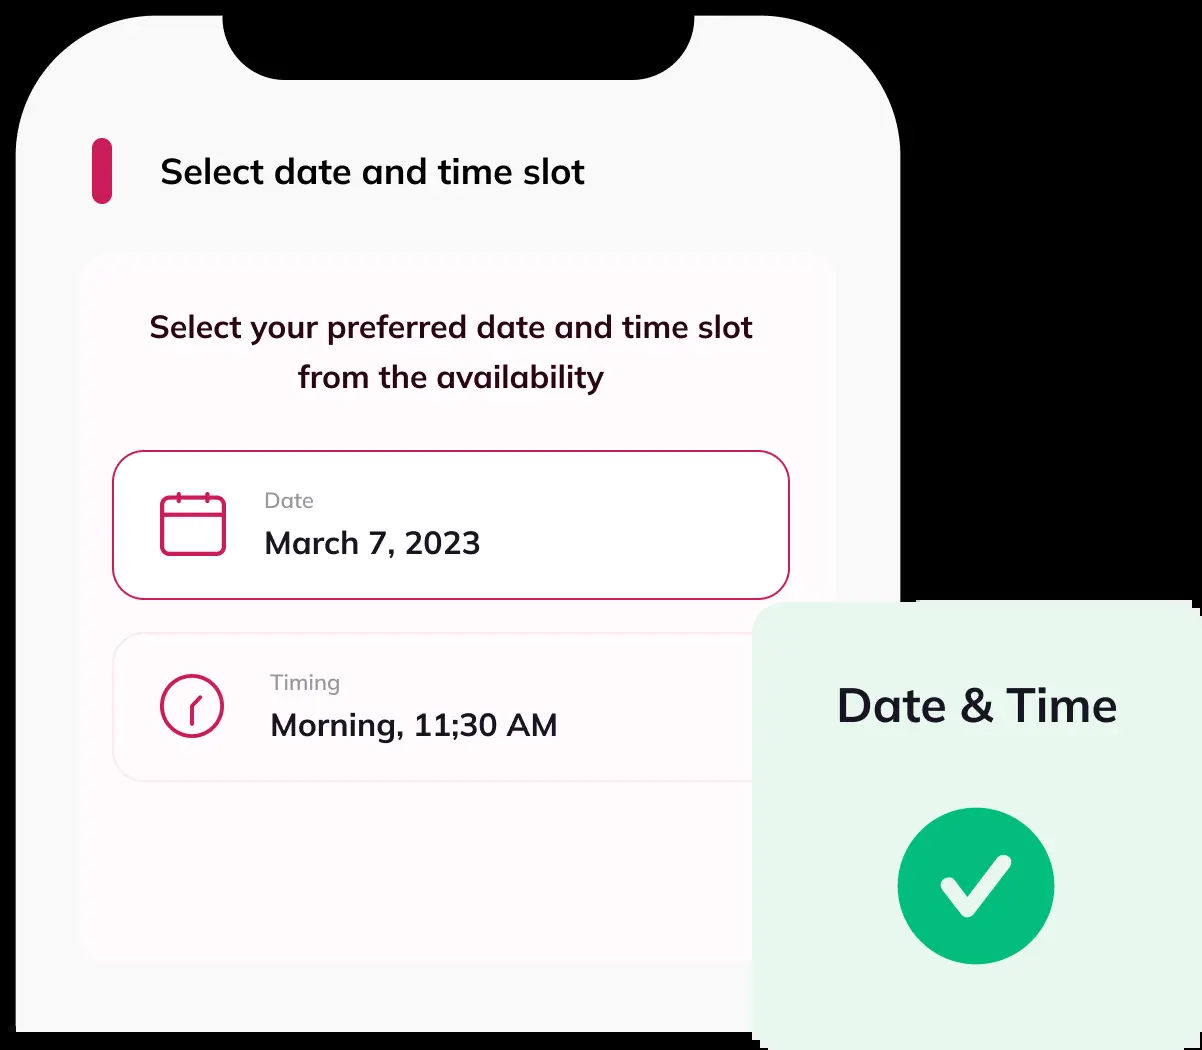 Select date and time slot
Select your preferred date and time slot
from the availability
Date
March 7, 2023
Timing
Morning, 11;30 AM
Date & Time